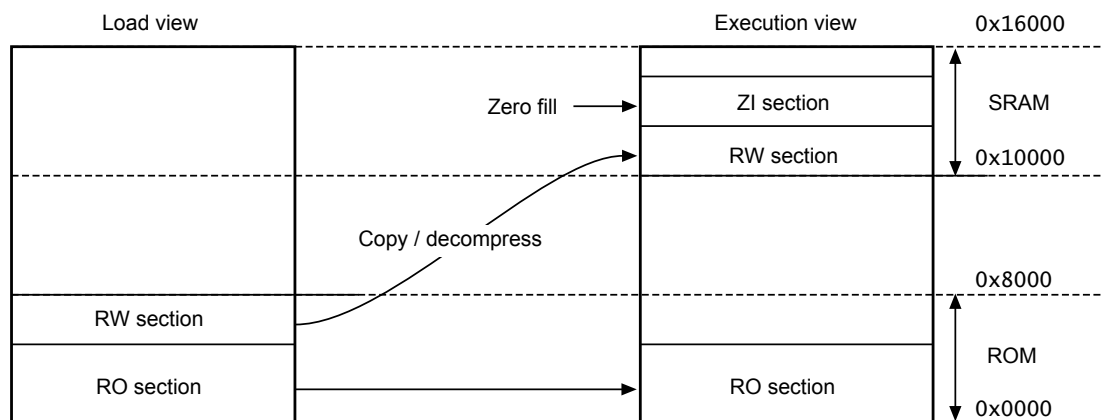 Load view
Execution view
0x16000
Zero fill
ZI section
SRAM
RW section
0x10000
Copy / decompress
0x8000
RW section
ROM
RO section
RO section
0x0000